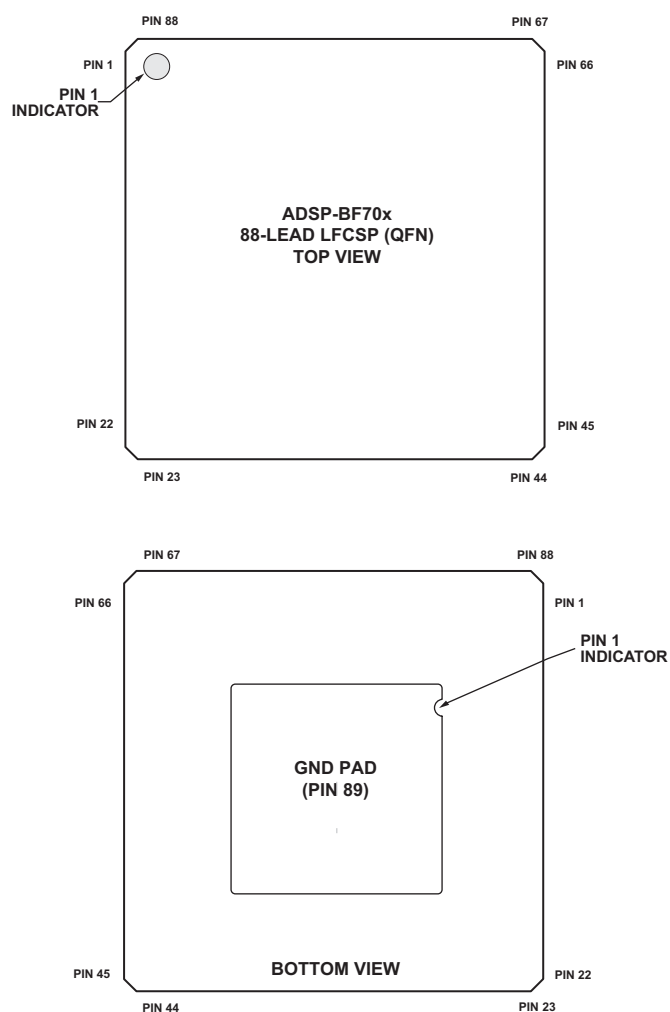 PIN 88
PIN 67
PIN 1
PIN 66
PIN 1
INDICATOR
ADSP-BF70x
88-LEAD LFCSP (QFN)
TOP VIEW
PIN 22
PIN 45
PIN 23
PIN 44
PIN 67
PIN 88
PIN 66
PIN 1
PIN 1
INDICATOR
GND PAD
(PIN 89)
PIN 45
BOTTOM VIEW
PIN 22
PIN 44
PIN 23